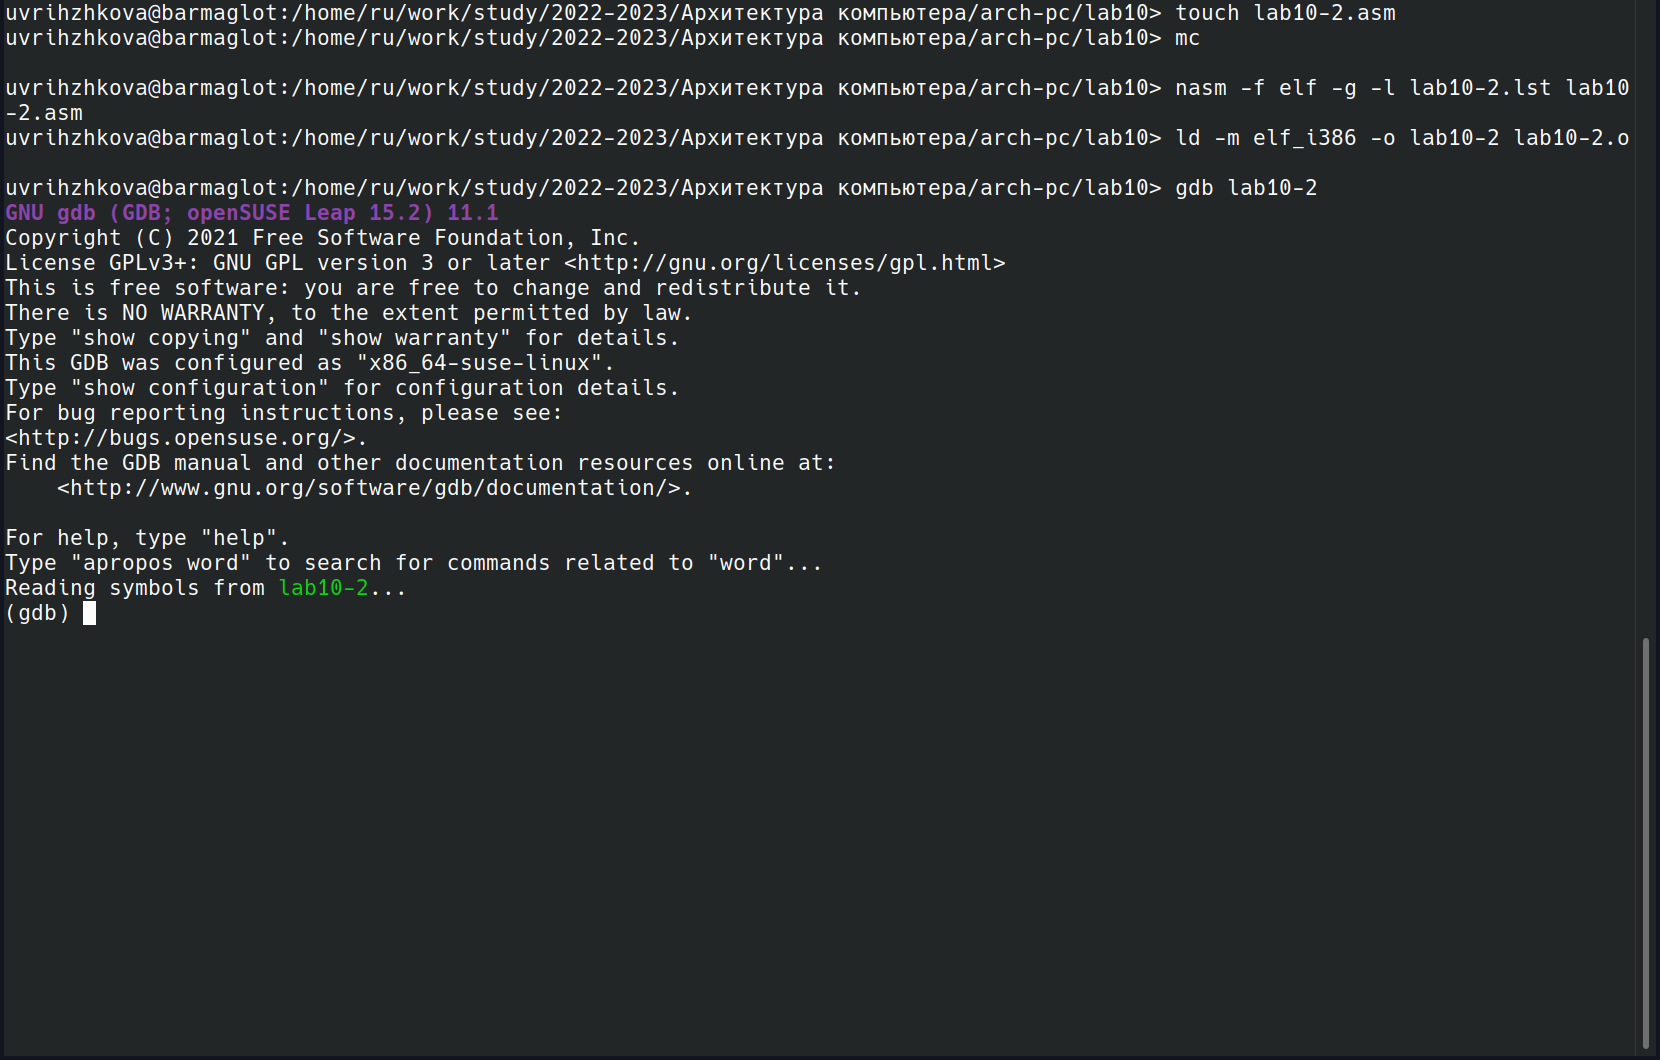 uvrihzhkova@barmaglot:/home/ru/work/study/2022-2023/Архитектура компьютера/arch-pc/lab10> touch lab10-2.asm
uvrihzhkova@barmaglot:/home/ru/work/study/2022-2023/Архитектура компьютера/arch-pc/lab10> mc
uvrihzhkova@barmaglot:/home/ru/work/study/2022-2023/Архитектура компьютера/arch-pc/lab10> nasm -f elf -g -l lab10-2.lst lab10
-2.asm
uvrihzhkova@barmaglot:/home/ru/work/study/2022-2023/Архитектура компьютера/arch-pc/lab10> ld -m elf_i386 -o lab10-2 lab10-2.o
uvrihzhkova@barmaglot:/home/ru/work/study/2022-2023/Архитектура компьютера/arch-pc/lab10> gdb lab10-2
GNU gdb (GDB; openSUSE Leap 15.2) 11.1
Copyright (C) 2021 Free Software Foundation, Inc.
License GPLv3+: GNU GPL version 3 or later <http://gnu.org/licenses/gpl.html>
This is free software: you are free to change and redistribute it.
There is NO WARRANTY, to the extent permitted by law.
Type "show copying" and "show warranty" for details.
This GDB was configured as "x86_64-suse-linux".
Type "show configuration" for configuration details.
For bug reporting instructions, please see:
<http://bugs.opensuse.org/>.
Find the GDB manual and other documentation resources online at:
    <http://www.gnu.org/software/gdb/documentation/>.
For help, type "help".
Type "apropos word" to search for commands related to "word"...
Reading symbols from lab10-2...
(gdb)